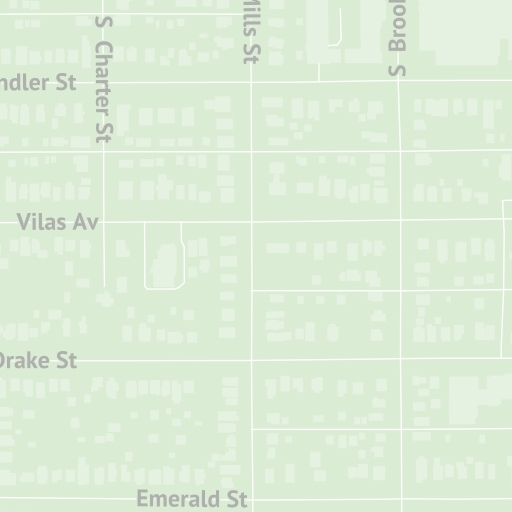 S Charter St
Mills St
S Brook
ndler St
Vilas Av
Drake St
Emerald St